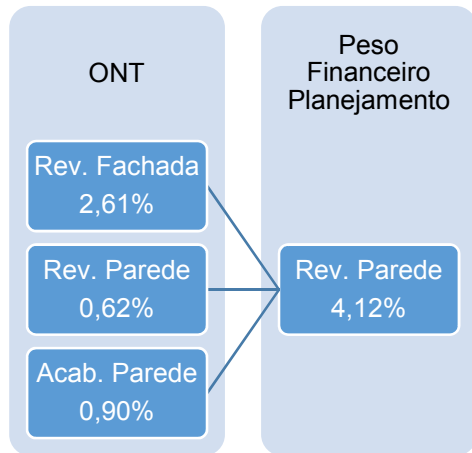 ONT
Rev. Fachada
2,61%
Rev. Parede
0,62%
Acab. Parede
0,90%
Peso
Financeiro
Planejamento
Rev. Parede
4,12%